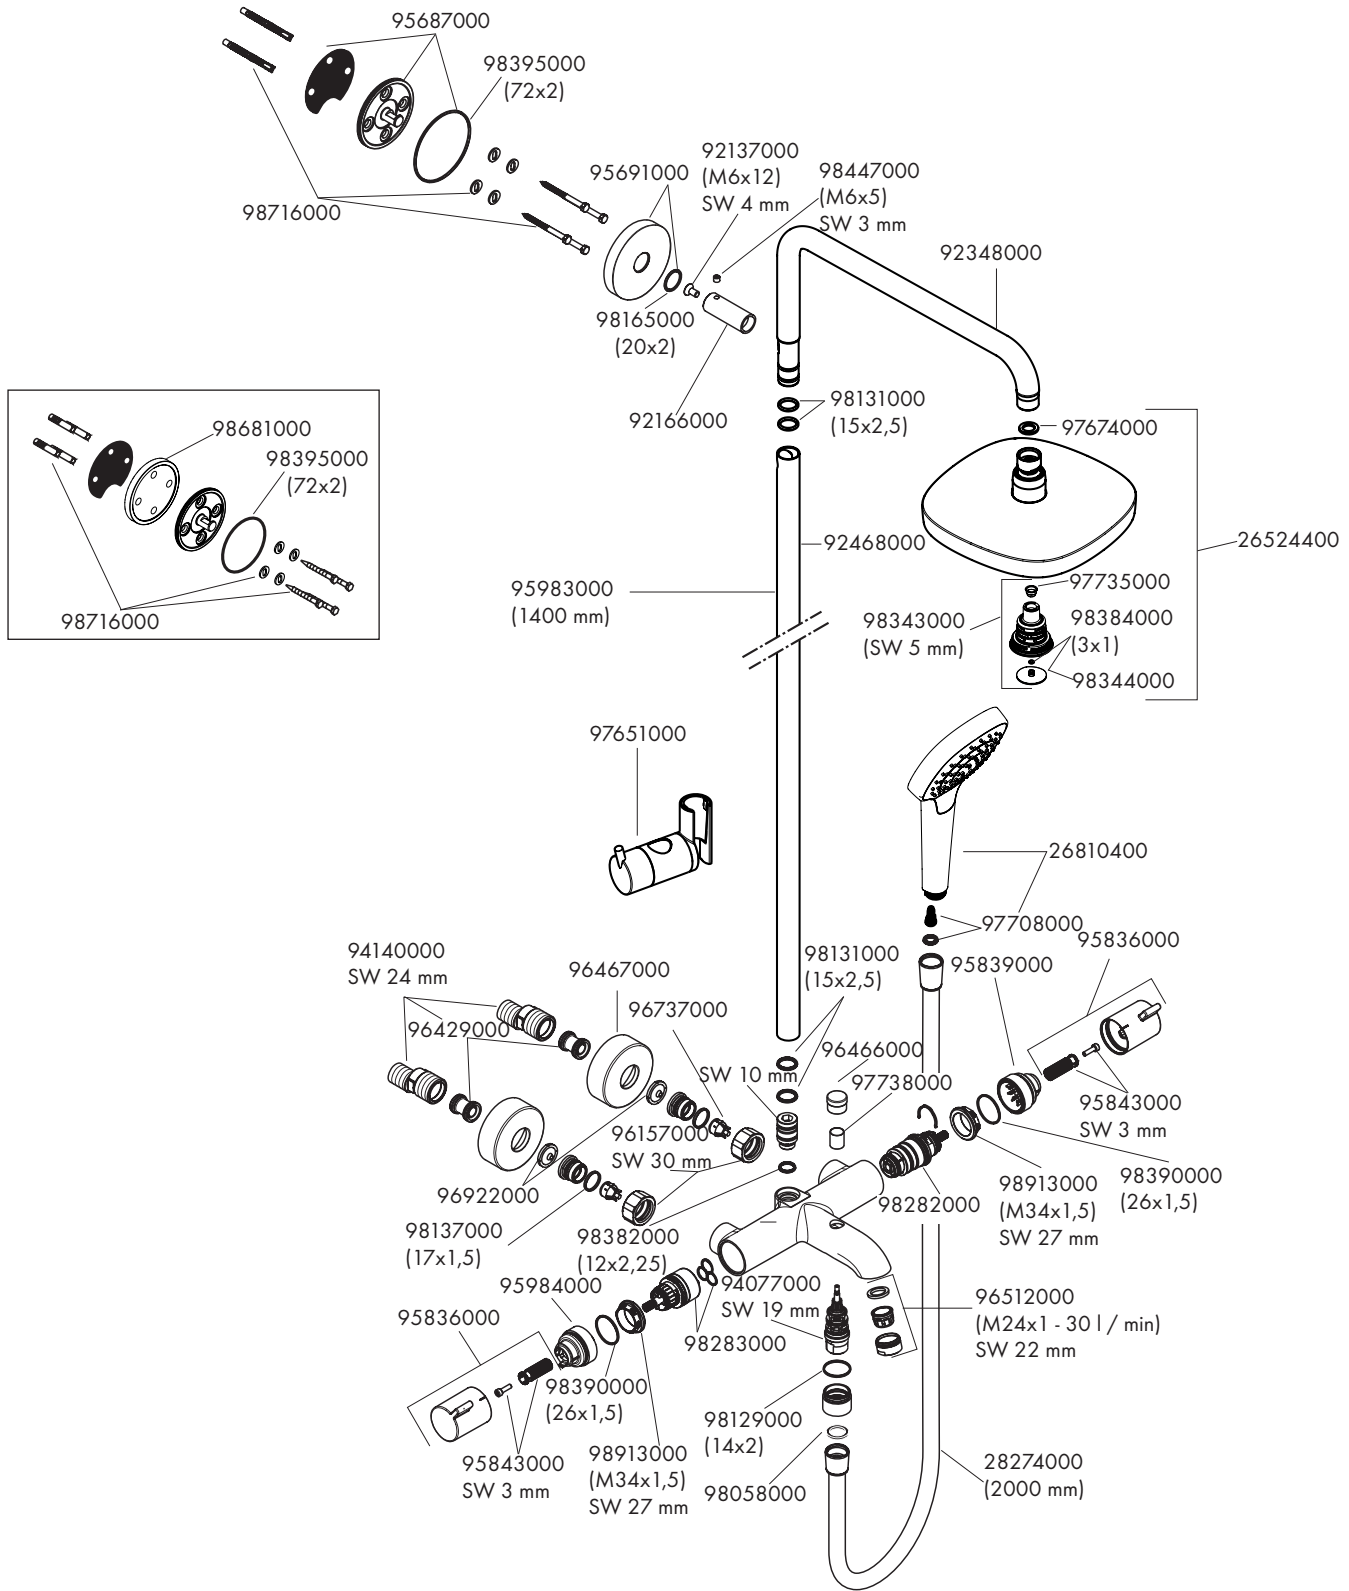 95687000
98395000
(72x2)
92137000
(M6x12)
SW 4 mm
98447000
(M6x5)
SW 3 mm
95691000
98716000
92348000
98165000
(20x2)
92166000
98131000
(15x2,5)
97674000
98681000
98395000
(72x2)
98716000
92468000
26524400
95983000
(1400 mm)
97735000
98343000
(SW 5 mm)
98384000
(3x1)
98344000
97651000
26810400
97708000
94140000
SW 24 mm
96429000
96467000
96737000
98131000
(15x2,5)
95839000
95836000
96466000
SW 10 mm
97738000
95843000
SW 3 mm
96157000
SW 30 mm
96922000
98137000
(17x1,5)
98382000
(12x2,25)
98282000
98913000
(M34x1,5)
SW 27 mm
98390000
(26x1,5)
95984000
94077000
SW 19 mm
96512000
(M24x1 - 30 l / min)
SW 22 mm
95836000
98283000
98390000
(26x1,5)
98129000
(14x2)
95843000
SW 3 mm
98913000
(M34x1,5)
SW 27 mm
98058000
28274000
(2000 mm)